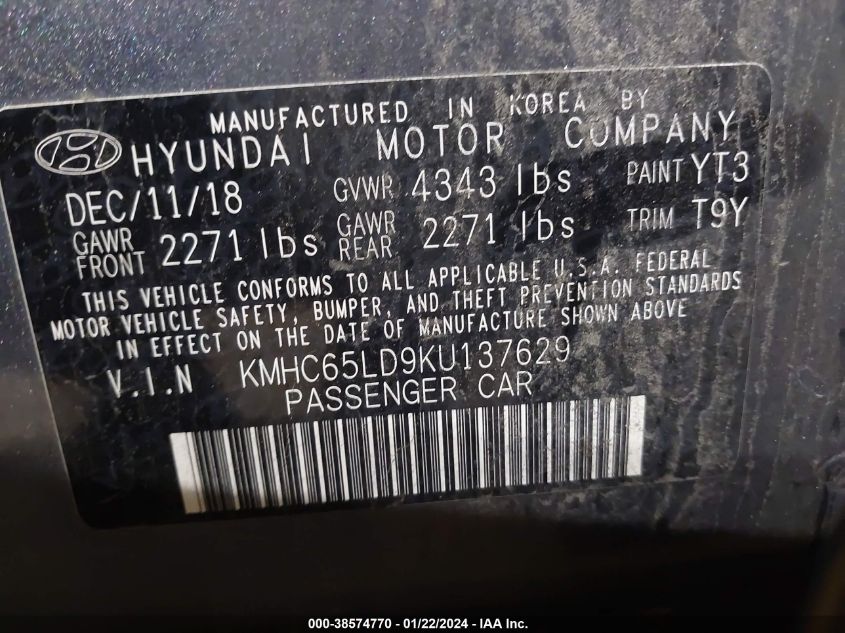 MANUFACTURED IN KOREA BY
HYUNDAI MOTOR COMPANY
DEC/11/18 GVWR 4343 lbs PAINT YT3
GAWR FRONT 2271 lbs GAWR REAR 2271 lbs TRIM T9Y
THIS VEHICLE CONFORMS TO ALL APPLICABLE U.S.A. FEDERAL
MOTOR VEHICLE SAFETY, BUMPER, AND THEFT PREVENTION STANDARDS
IN EFFECT ON THE DATE OF MANUFACTURE SHOWN ABOVE
V.I.N KMHC65LD9KU137629
PASSENGER CAR
000-38574770 - 01/22/2024 - IAA Inc.